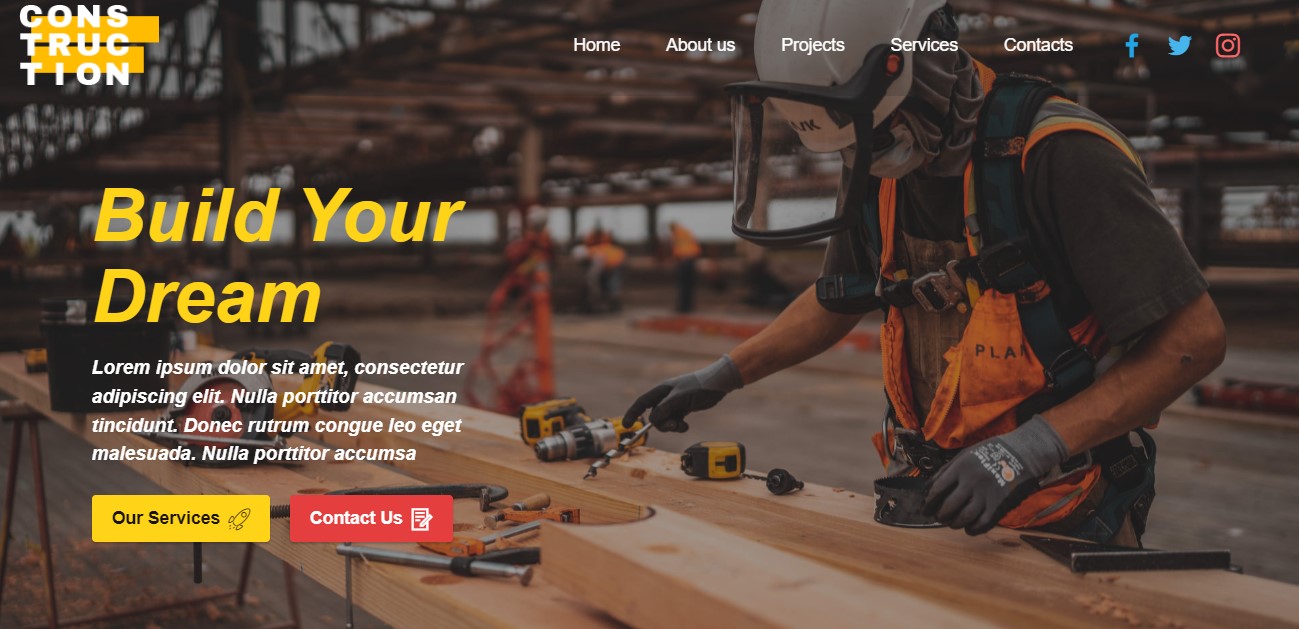 CONS
TRUC
TION
Home About us Projects Services Contacts
Build Your
Dream
Lorem ipsum dolor sit amet, consectetur
adipiscing elit. Nulla porttitor accumsan
tincidunt. Donec rutrum congue leo eget
malesuada. Nulla porttitor accumsa
Our Services
Contact Us